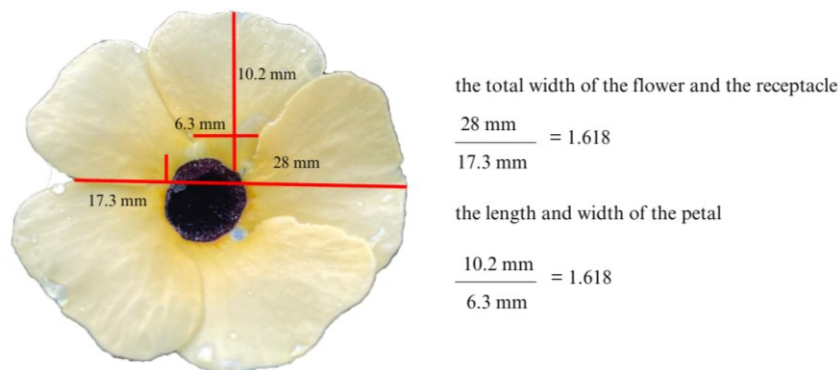 10.2 mm
6.3 mm
28 mm
17.3 mm
the total width of the flower and the receptacle
28 mm
17.3 mm
= 1.618
the length and width of the petal
10.2 mm
6.3 mm
= 1.618